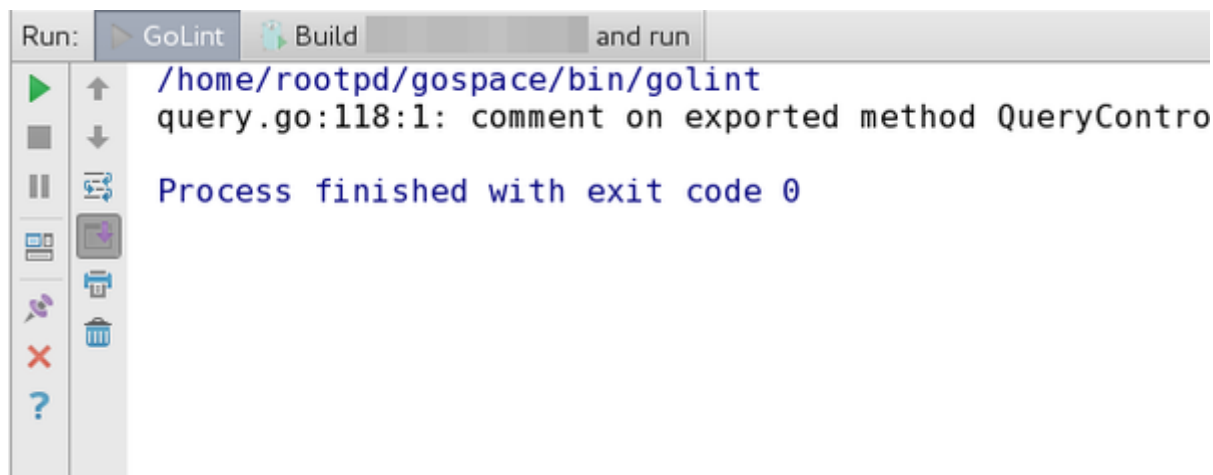 Run: GoLint Build and run
/home/rootpd/gospace/bin/golint
query.go:118:1: comment on exported method QueryContro
Process finished with exit code 0
?